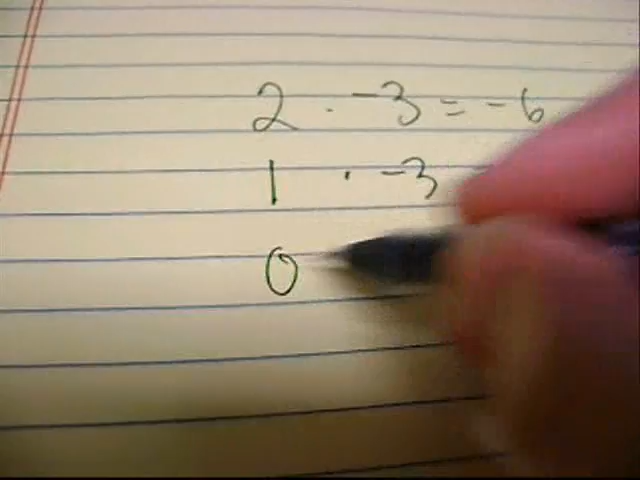 2 · -3 = -6
1 · -3
0